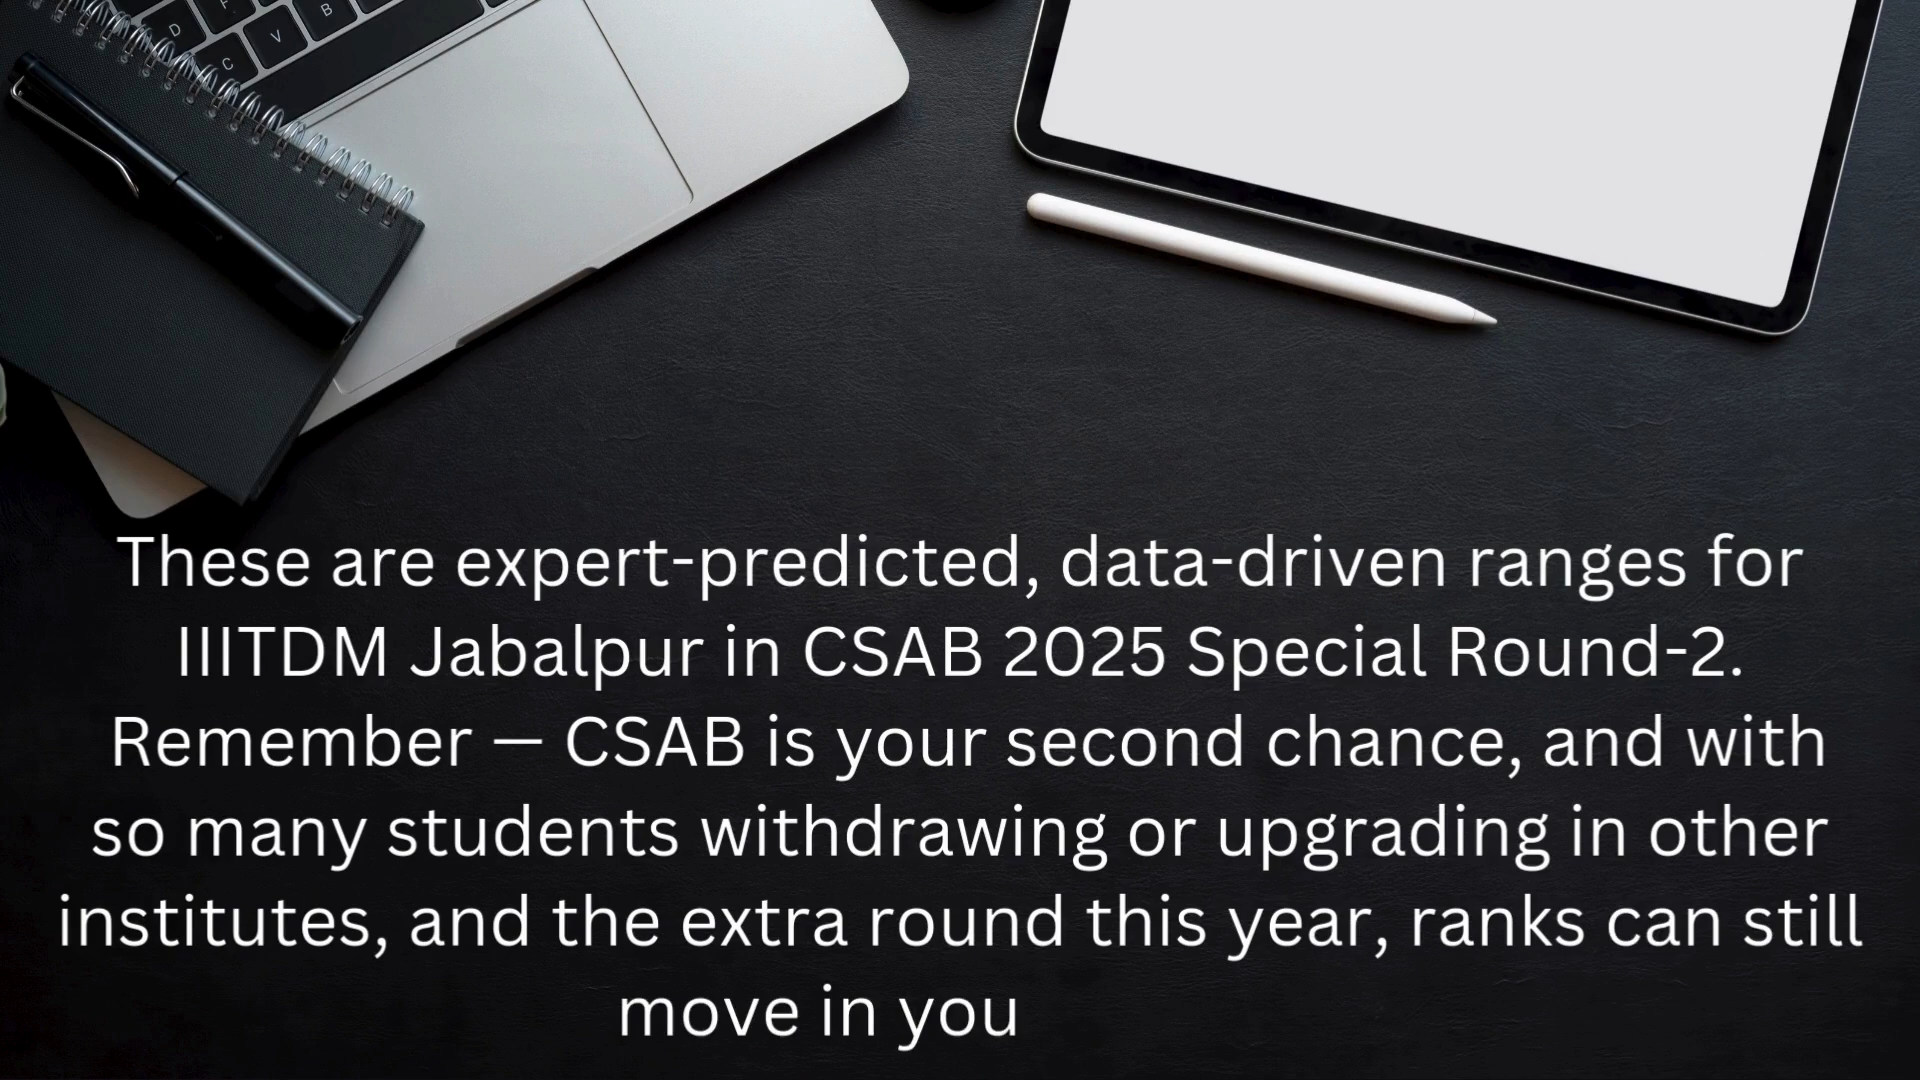 D
F
C
V
B
These are expert-predicted, data-driven ranges for
IIITDM Jabalpur in CSAB 2025 Special Round-2.
Remember — CSAB is your second chance, and with
so many students withdrawing or upgrading in other
institutes, and the extra round this year, ranks can still
move in you